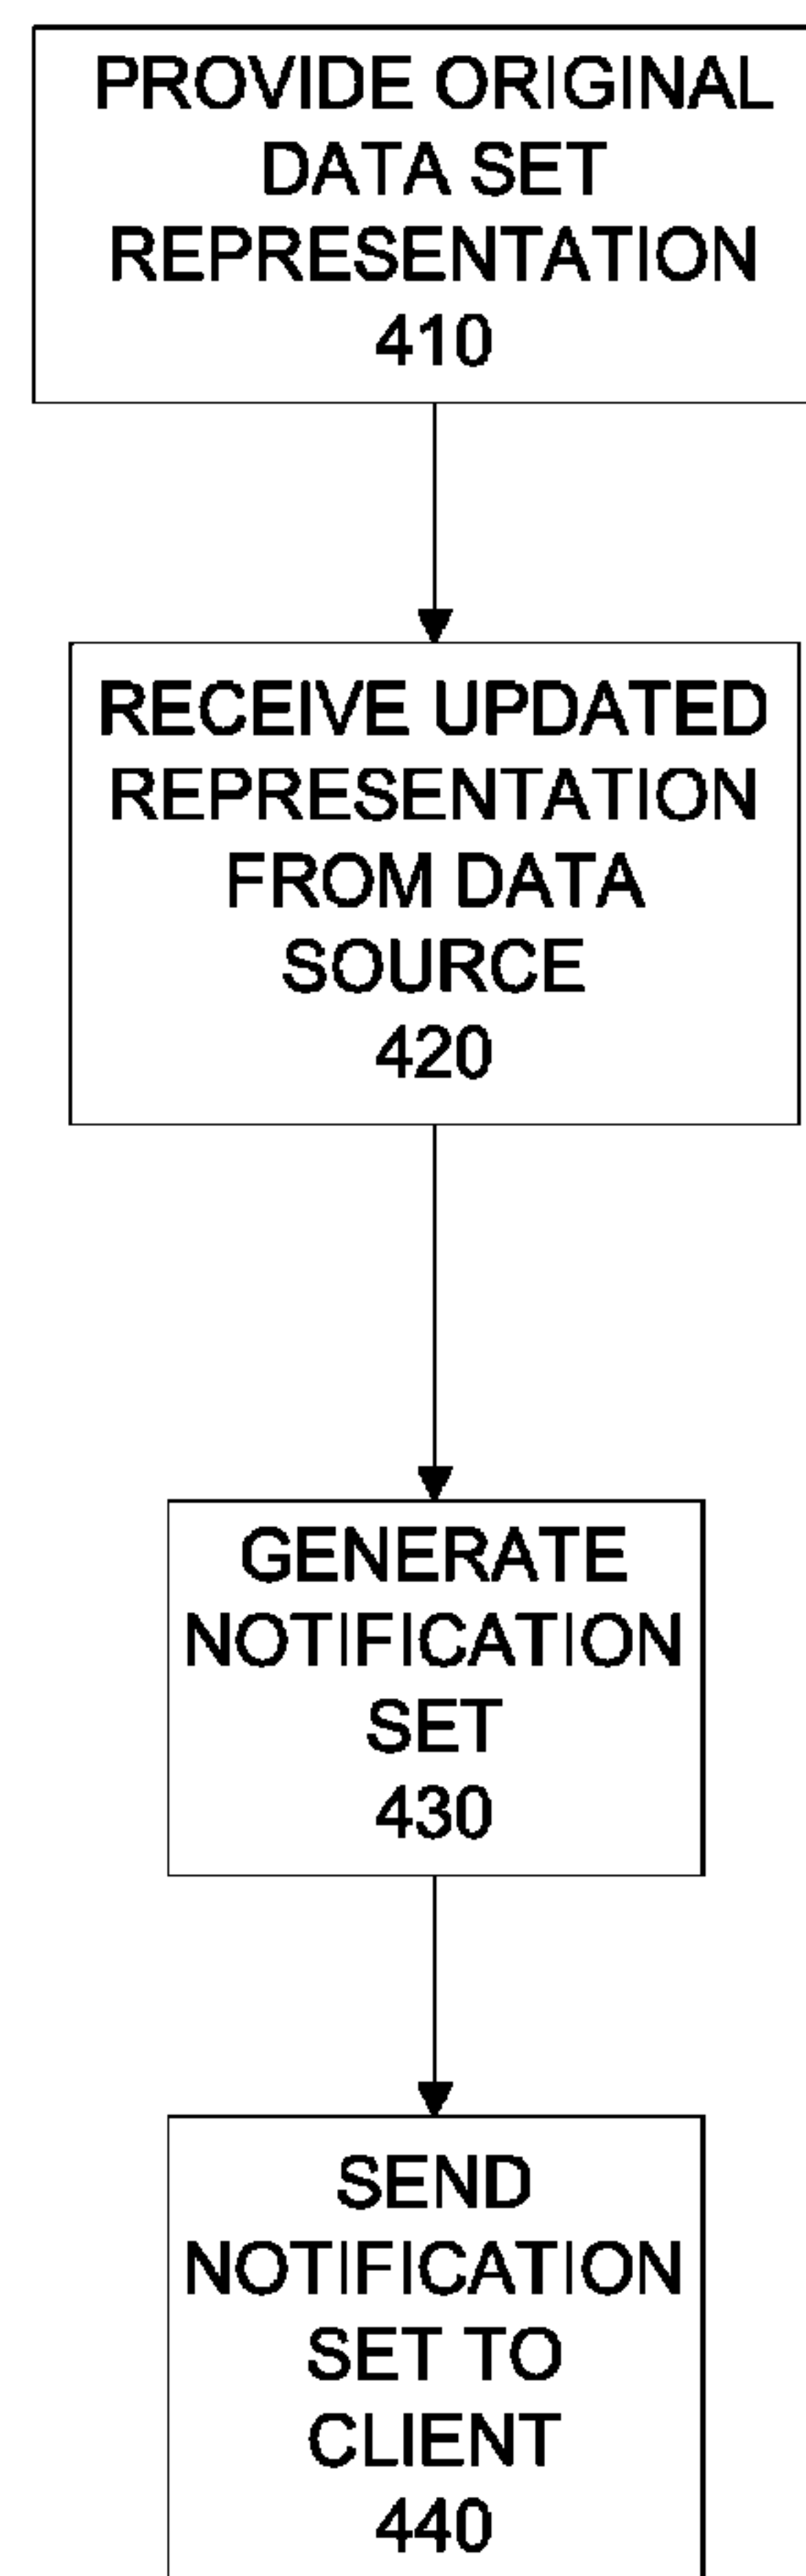 PROVIDE ORIGINAL
DATA SET
REPRESENTATION
410
RECEIVE UPDATED
REPRESENTATION
FROM DATA
SOURCE
420
GENERATE
NOTIFICATION
SET
430
SEND
NOTIFICATION
SET TO
CLIENT
440